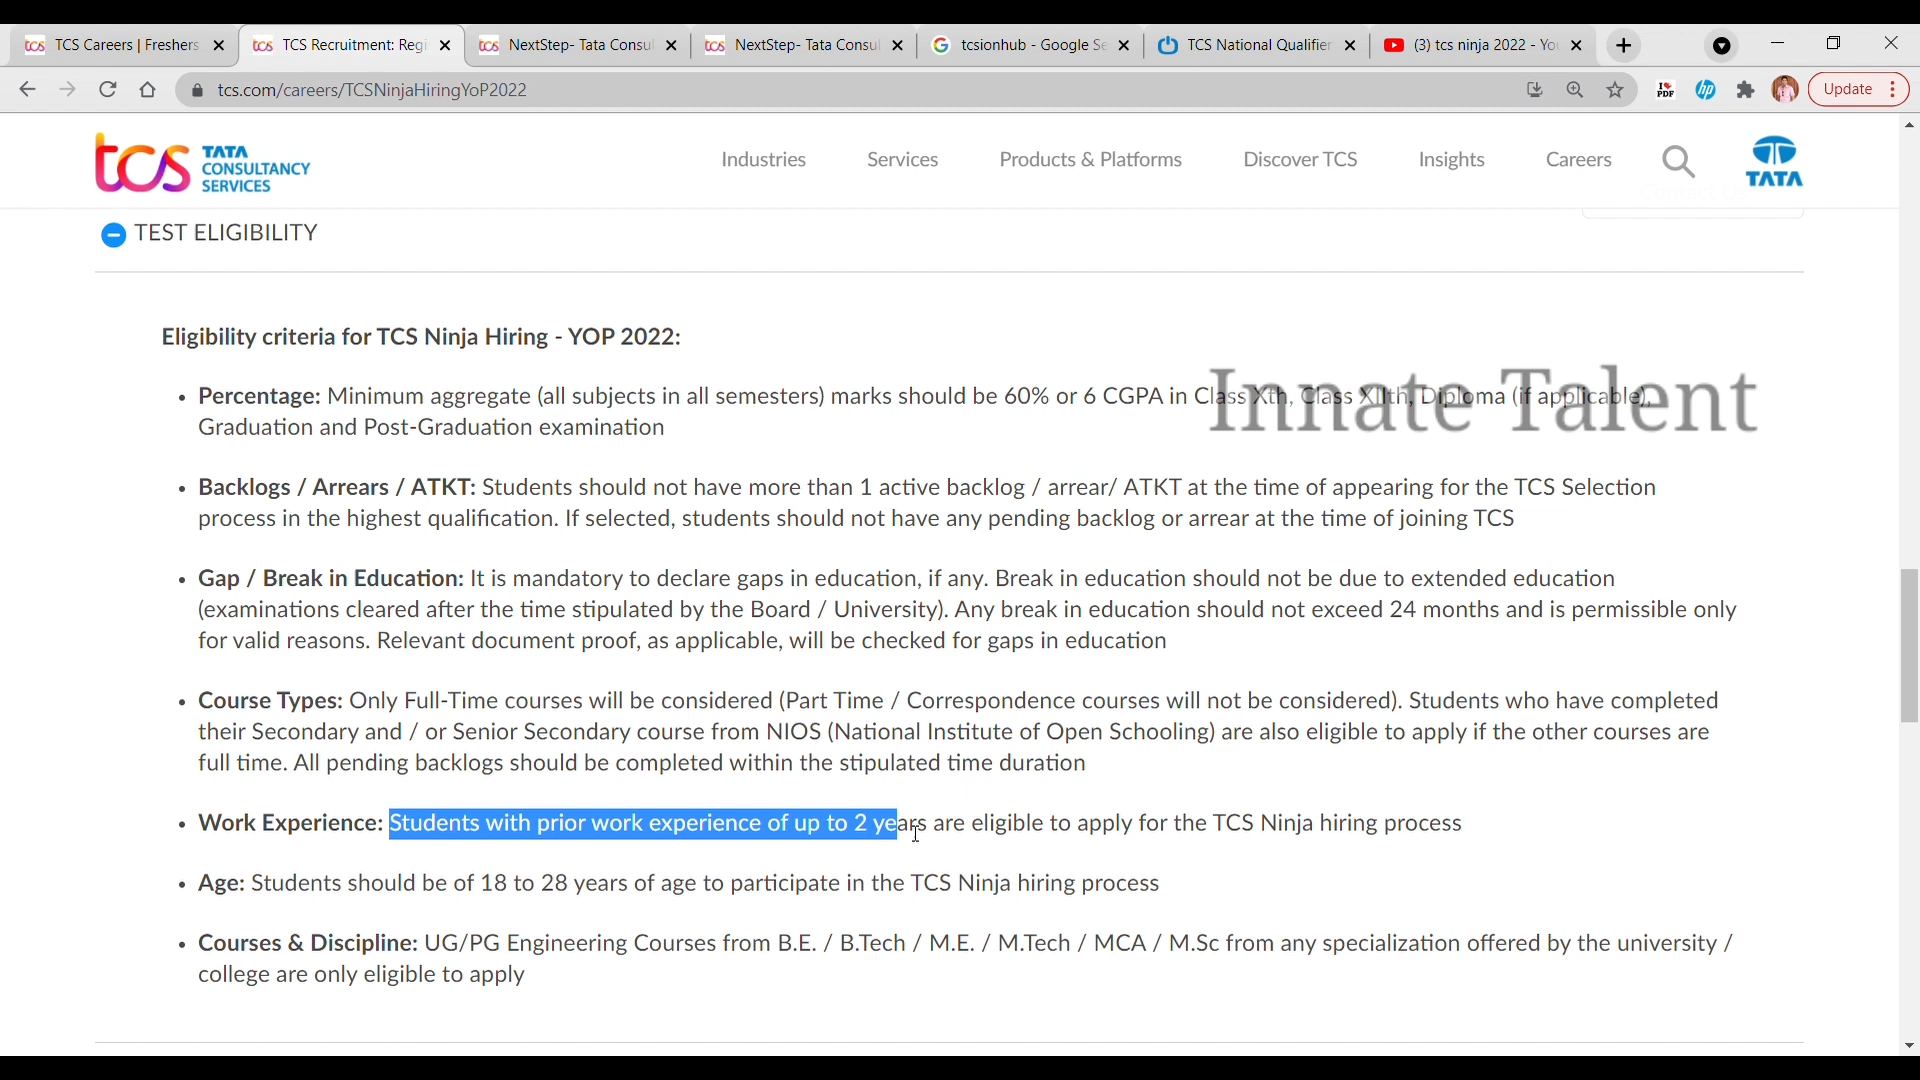 TCS Careers | Freshers
TCS Recruitment: Regi
NextStep- Tata Consul
NextStep- Tata Consul
tcsionhub - Google Se
TCS National Qualifier
(3) tcs ninja 2022 - You
tcs.com/careers/TCSNinjaHiringYoP2022
I PDF
hp
Update
tcs TATA CONSULTANCY SERVICES
Industries
Services
Products & Platforms
Discover TCS
Insights
Careers
TATA
TEST ELIGIBILITY
Eligibility criteria for TCS Ninja Hiring - YOP 2022:
• Percentage: Minimum aggregate (all subjects in all semesters) marks should be 60% or 6 CGPA in Class Xth, Class XIIth, Diploma (if applicable),
Graduation and Post-Graduation examination
Innate Talent
• Backlogs / Arrears / ATKT: Students should not have more than 1 active backlog / arrear/ ATKT at the time of appearing for the TCS Selection
process in the highest qualification. If selected, students should not have any pending backlog or arrear at the time of joining TCS
• Gap / Break in Education: It is mandatory to declare gaps in education, if any. Break in education should not be due to extended education
(examinations cleared after the time stipulated by the Board / University). Any break in education should not exceed 24 months and is permissible only
for valid reasons. Relevant document proof, as applicable, will be checked for gaps in education
• Course Types: Only Full-Time courses will be considered (Part Time / Correspondence courses will not be considered). Students who have completed
their Secondary and / or Senior Secondary course from NIOS (National Institute of Open Schooling) are also eligible to apply if the other courses are
full time. All pending backlogs should be completed within the stipulated time duration
• Work Experience: Students with prior work experience of up to 2 years are eligible to apply for the TCS Ninja hiring process
• Age: Students should be of 18 to 28 years of age to participate in the TCS Ninja hiring process
• Courses & Discipline: UG/PG Engineering Courses from B.E. / B.Tech / M.E. / M.Tech / MCA / M.Sc from any specialization offered by the university /
college are only eligible to apply